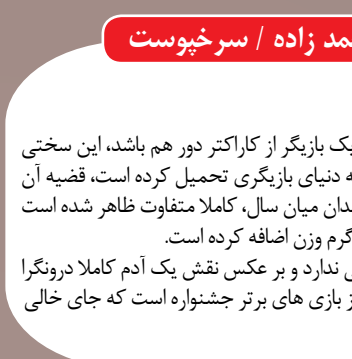 مد زاده / سرخپوست
ک بازیگر از کاراکتر دور هم باشد، این سختی
ه دنیای بازیگری تحمیل کرده است، قضیه آن
دان میان سال، کاملا متفاوت ظاهر شده است
گرم وزن اضافه کرده است.
ی ندارد و بر عکس نقش یک آدم کاملا درونگرا
ز بازی های برتر جشنواره است که جای خالی